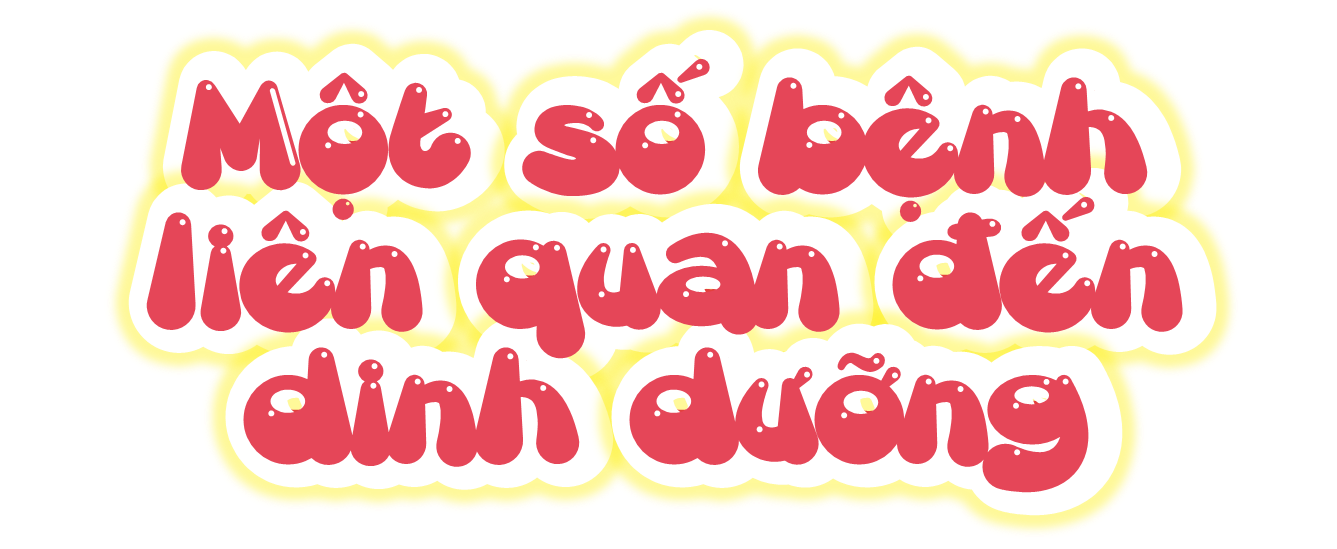 Một số bệnh
liên quan đến
dinh dưỡng